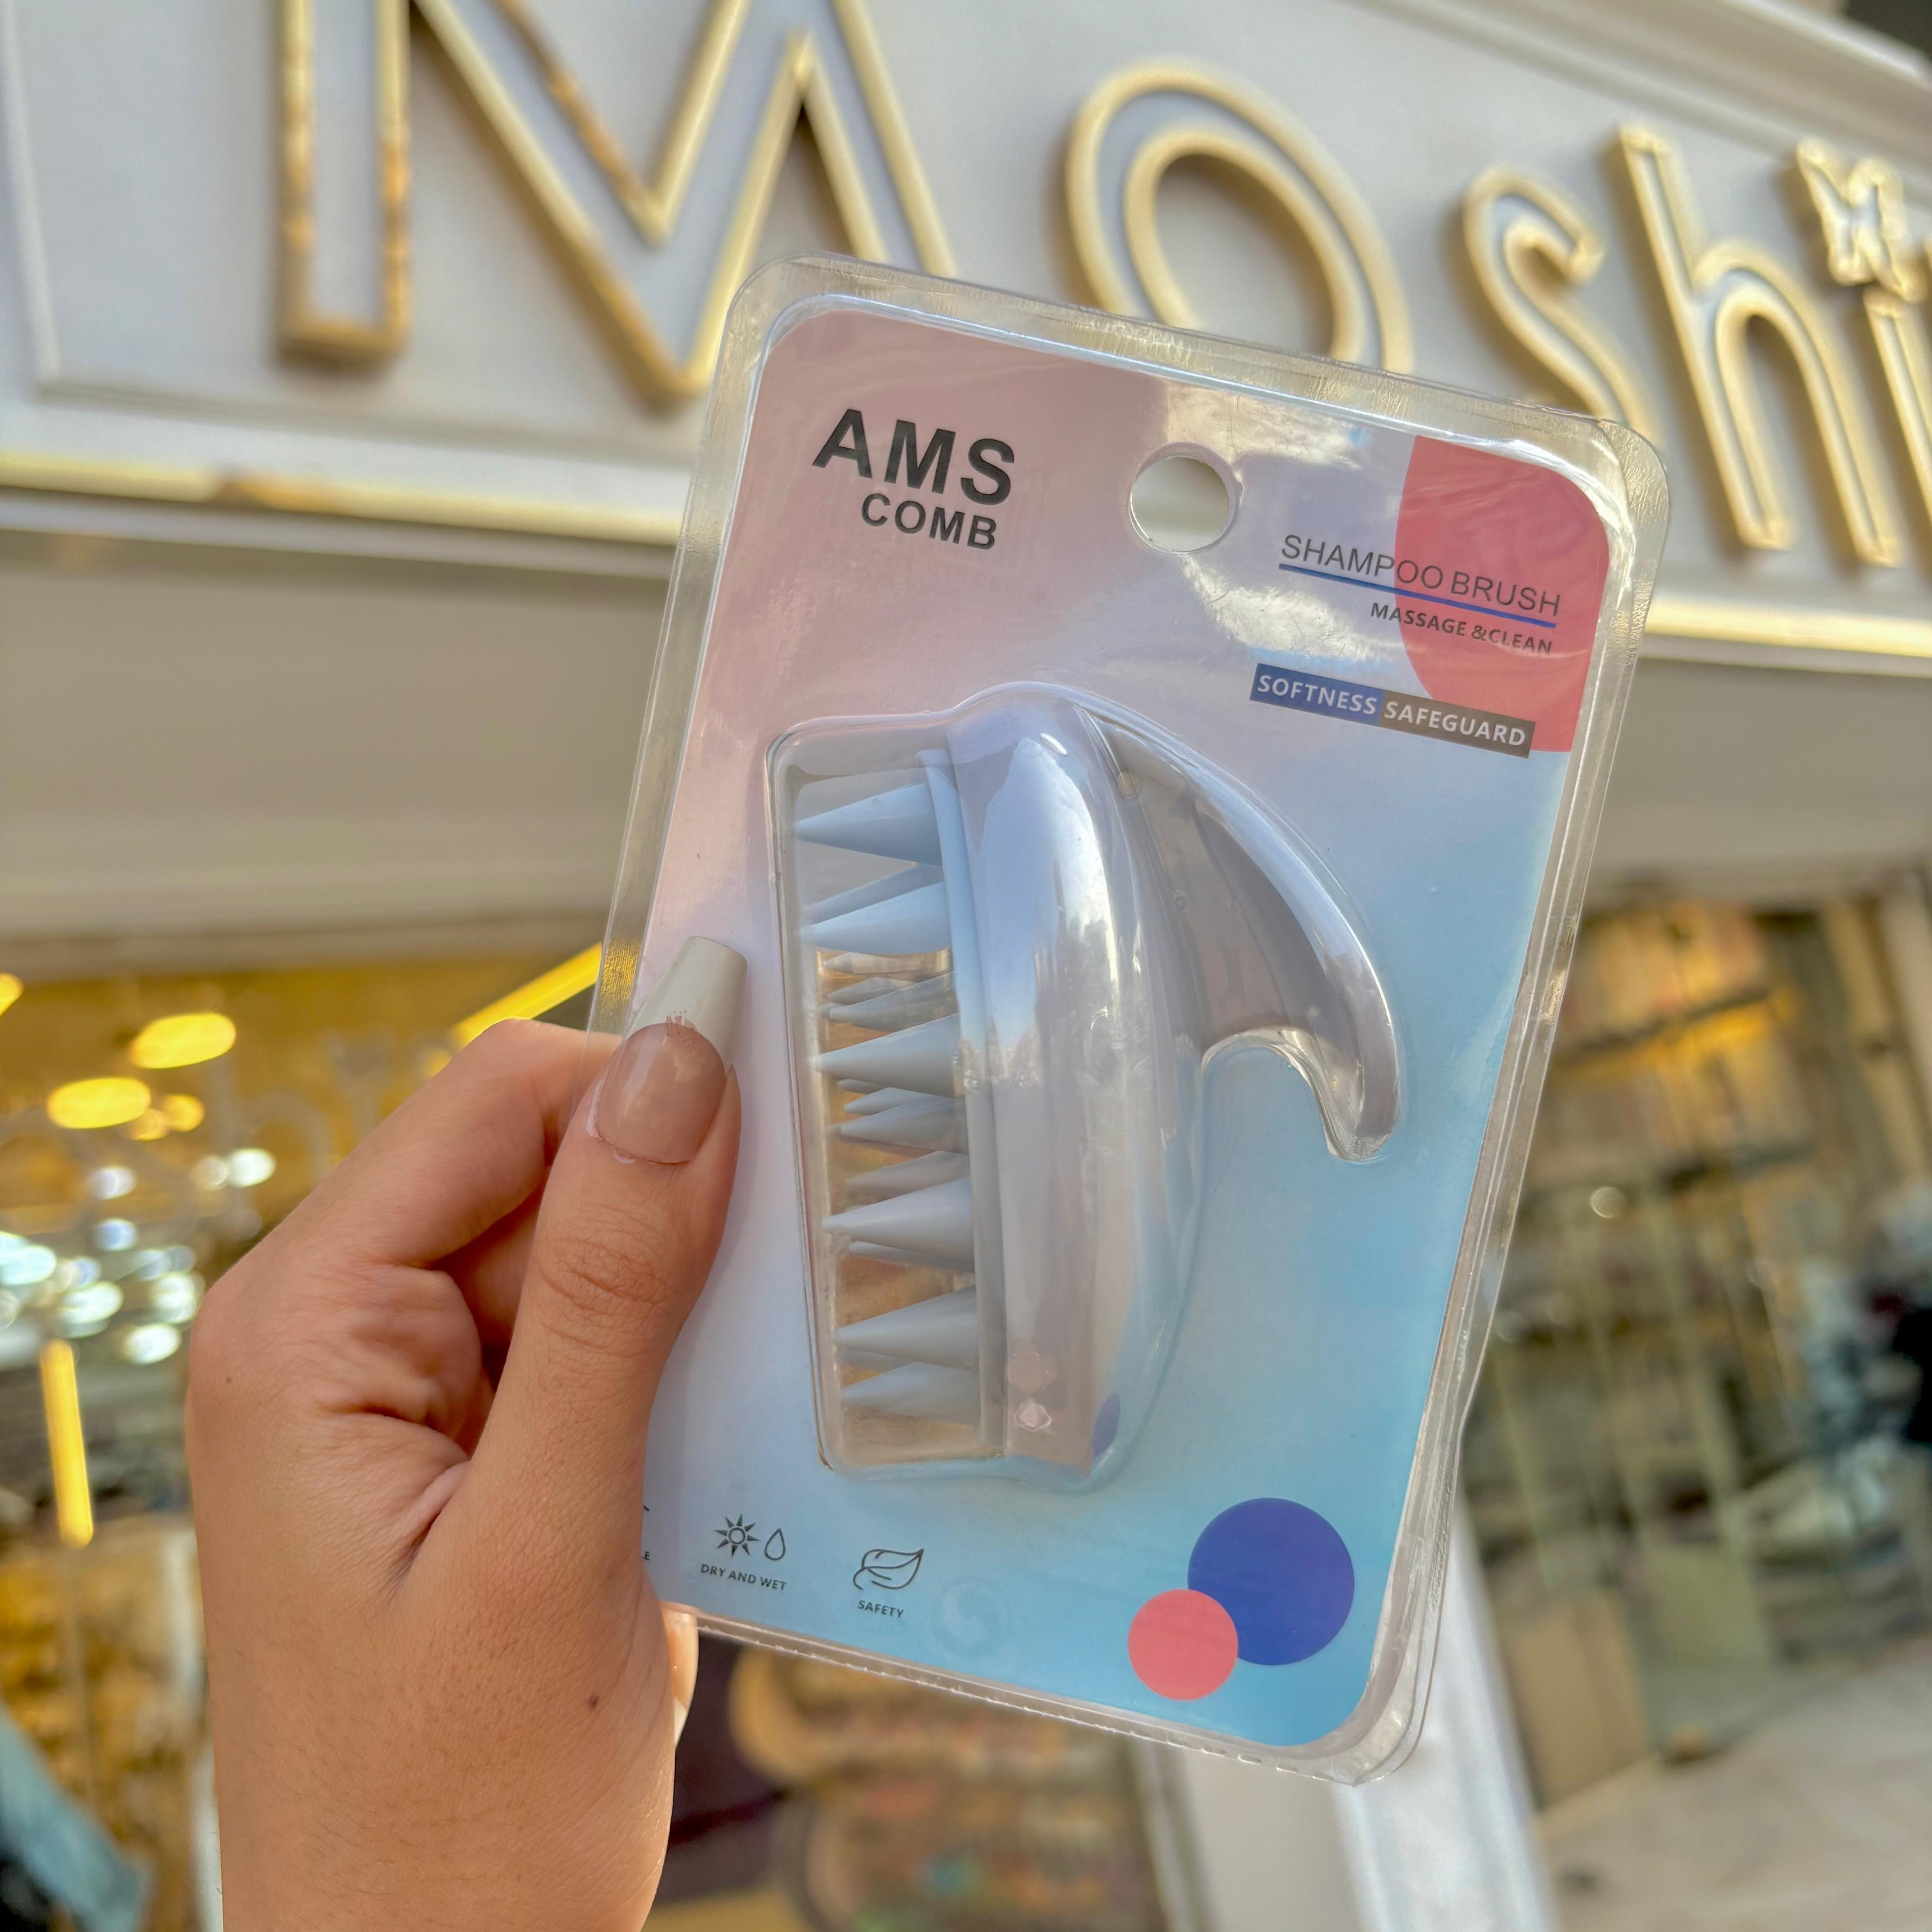 Moshi
AMS
COMB
SHAMPOO BRUSH
MASSAGE &CLEAN
SOFTNESS SAFEGUARD
DRY AND WET
SAFETY